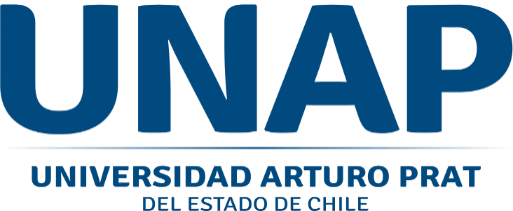 UNAP
UNIVERSIDAD ARTURO PRAT
DEL ESTADO DE CHILE